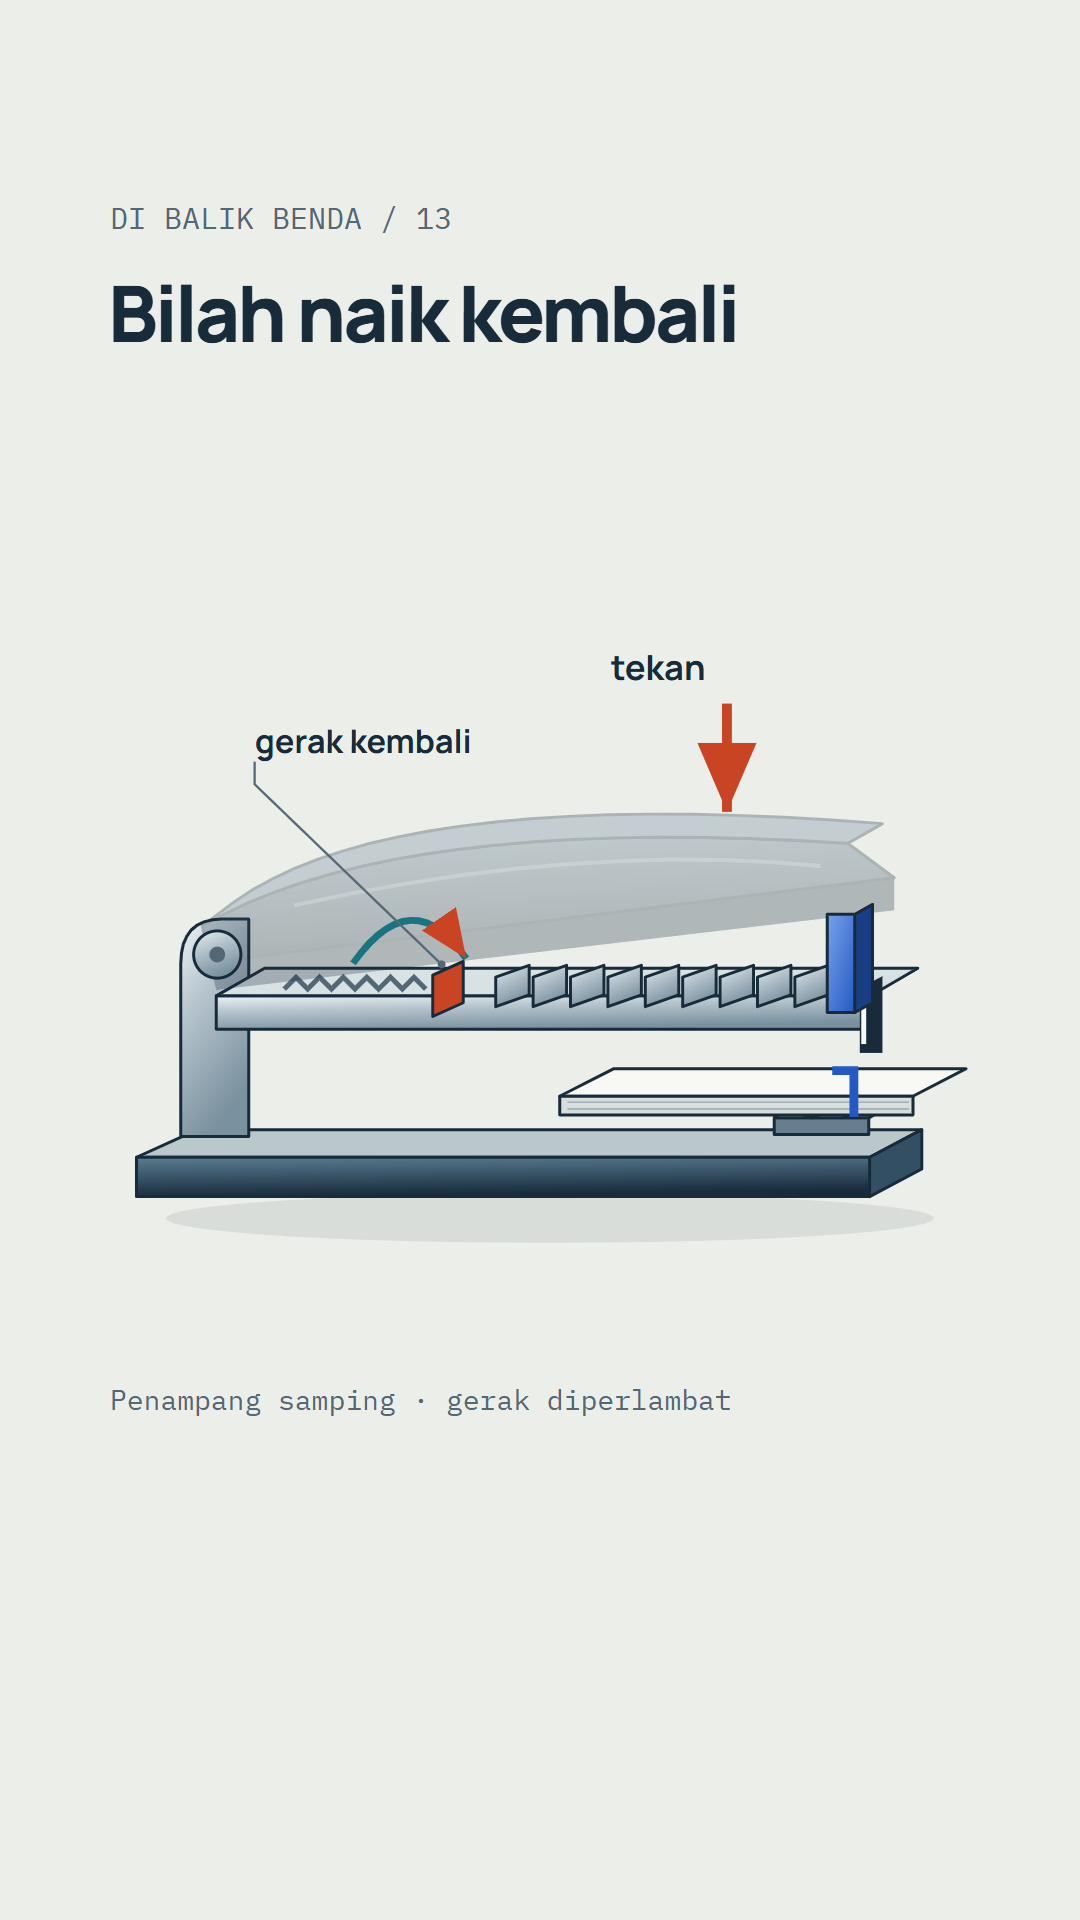 DI BALIK BENDA / 13
Bilah naik kembali
tekan
gerak kembali
Penampang samping · gerak diperlambat